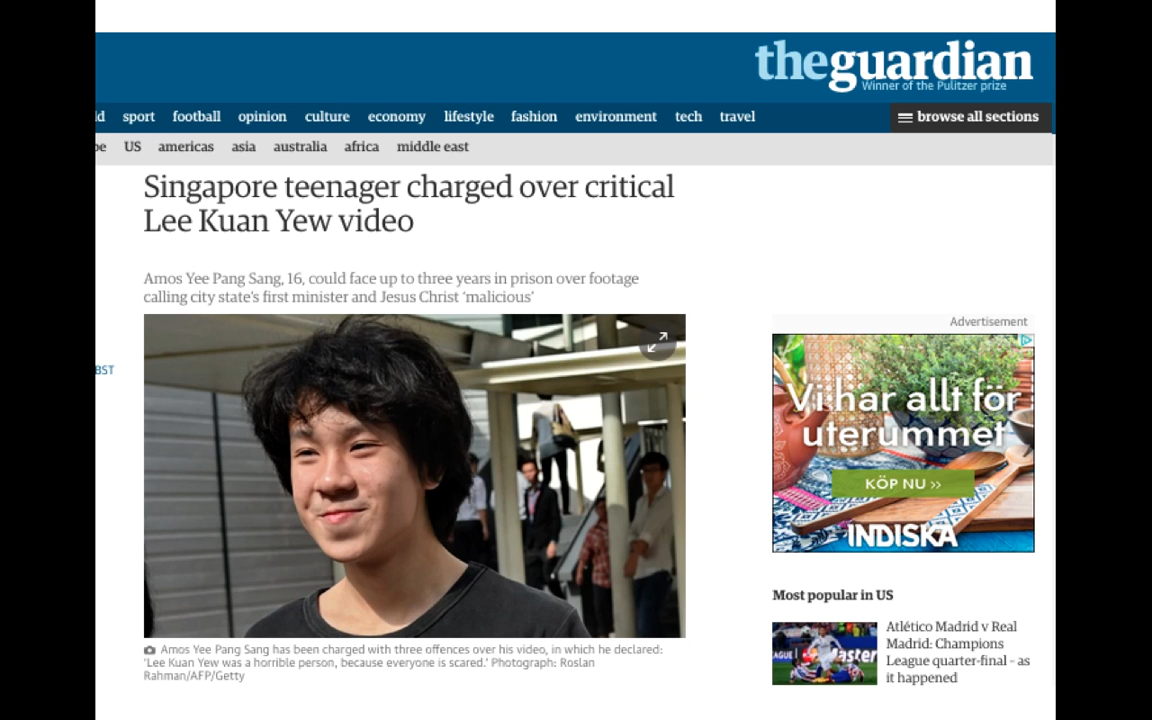 theguardian
Winner of the Pulitzer prize
ld sport football opinion culture economy lifestyle fashion environment tech travel
browse all sections
pe US americas asia australia africa middle east
Singapore teenager charged over critical
Lee Kuan Yew video
Amos Yee Pang Sang, 16, could face up to three years in prison over footage
calling city state's first minister and Jesus Christ ‘malicious’
Advertisement
BST
Vi har allt för
uterummet
KÖP NU »
INDISKA
Amos Yee Pang Sang has been charged with three offences over his video, in which he declared:
‘Lee Kuan Yew was a horrible person, because everyone is scared.’ Photograph: Roslan
Rahman/AFP/Getty
Most popular in US
Atlético Madrid v Real
Madrid: Champions
League quarter-final – as
it happened